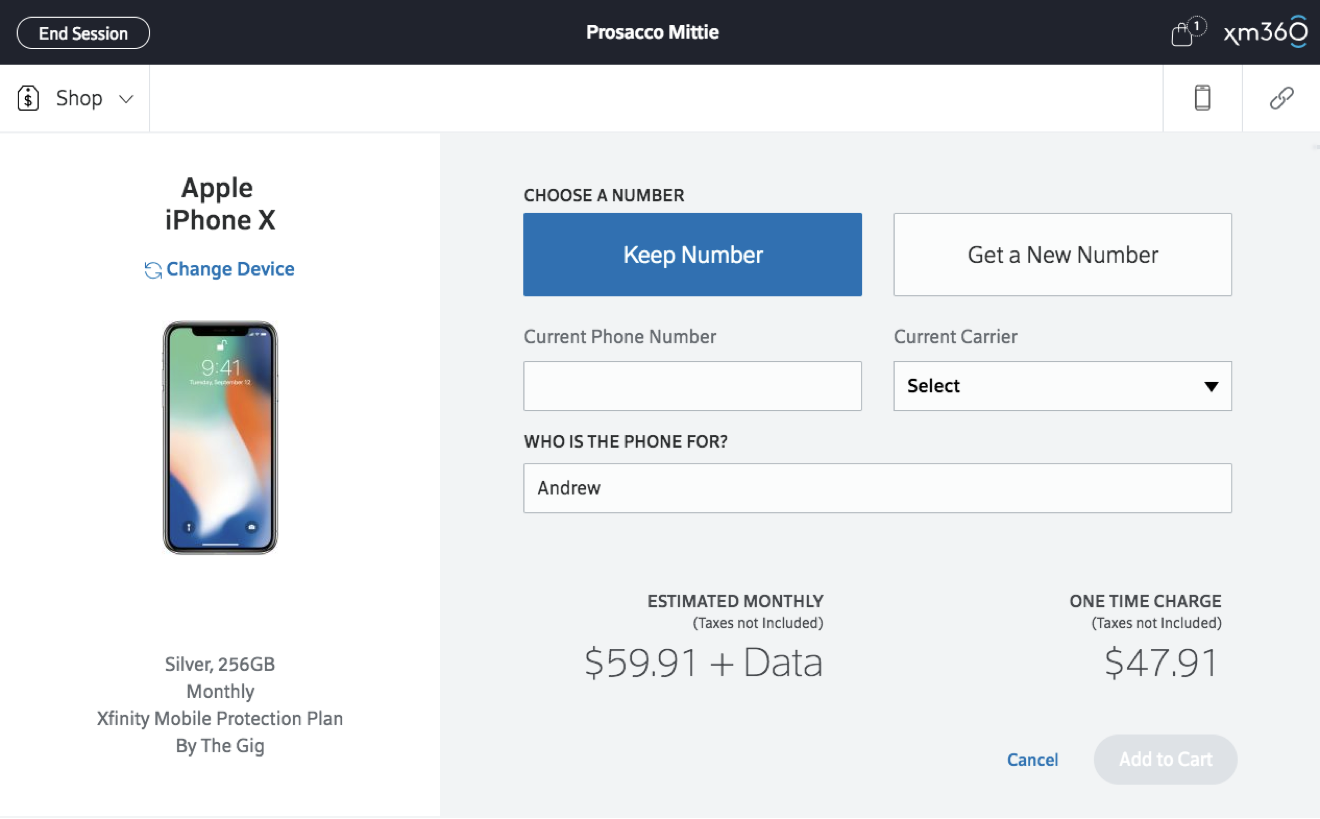 End Session
Prosacco Mittie
1
xm360
Shop
Apple
iPhone X
Change Device
9:41
Tuesday, September 12
Silver, 256GB
Monthly
Xfinity Mobile Protection Plan
By The Gig
CHOOSE A NUMBER
Keep Number
Get a New Number
Current Phone Number
Current Carrier
Select
WHO IS THE PHONE FOR?
Andrew
ESTIMATED MONTHLY
(Taxes not Included)
$59.91 + Data
ONE TIME CHARGE
(Taxes not Included)
$47.91
Cancel
Add to Cart